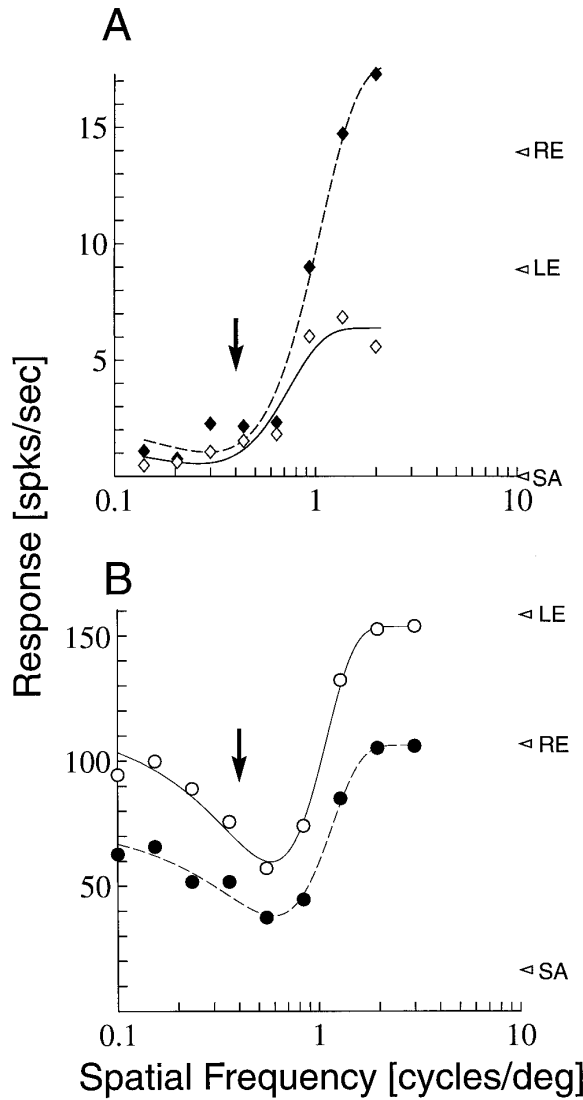 A
15
RE
10
LE
5
SA
0.1
1
10
Response [spks/sec]
B
150
LE
100
RE
50
SA
0.1
1
10
Spatial Frequency [cycles/deg]